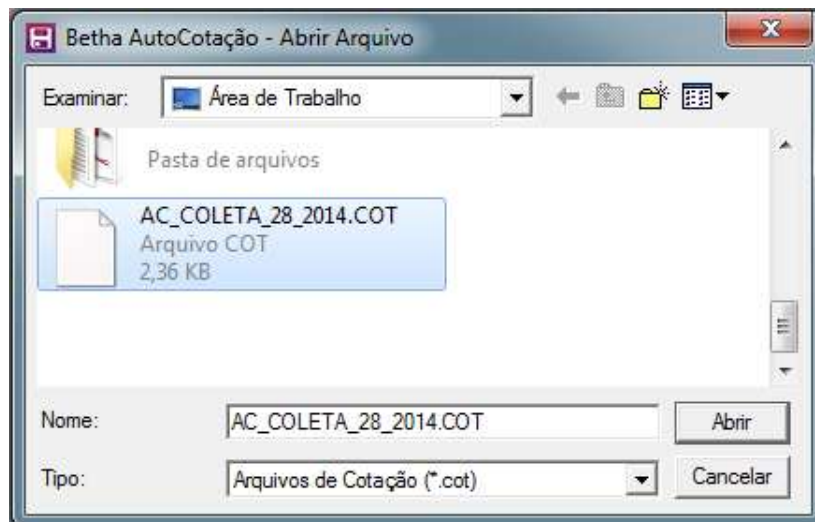 Betha AutoCotação - Abrir Arquivo
Examinar: Área de Trabalho
Pasta de arquivos
AC_COLETA_28_2014.COT
Arquivo COT
2,36 KB
Nome: AC_COLETA_28_2014.COT Abrir
Tipo: Arquivos de Cotação (*.cot) Cancelar